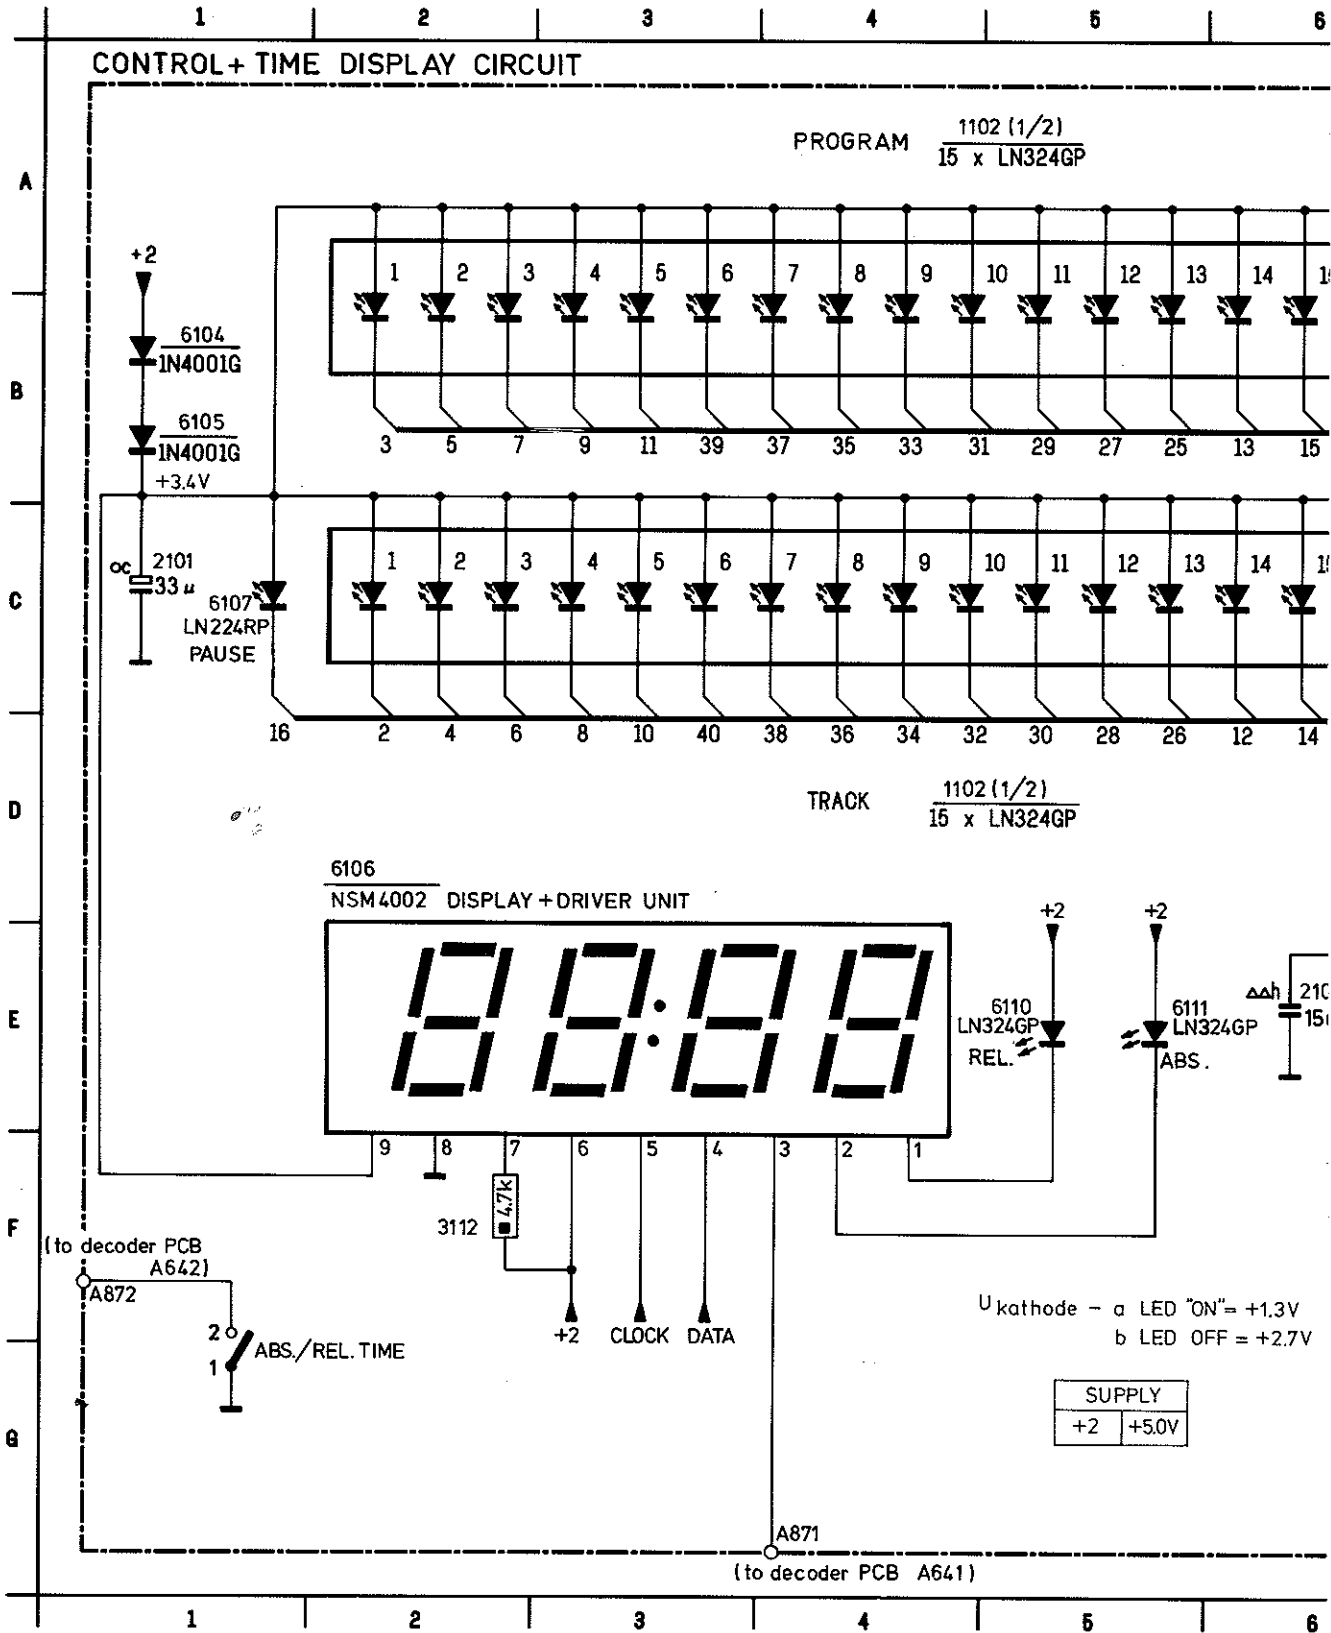 1 2 3 4 5 6
CONTROL + TIME DISPLAY CIRCUIT
PROGRAM 1102 (1/2)
15 x LN324GP
A
+2
1 2 3 4 5 6 7 8 9 10 11 12 13 14
6104
1N4001G
B
6105
1N4001G
3 5 7 9 11 39 37 35 33 31 29 27 25 13 15
+3.4V
2101
33 µ
1 2 3 4 5 6 7 8 9 10 11 12 13 14
C
6107
LN224RP
PAUSE
16 2 4 6 8 10 40 38 36 34 32 30 28 26 12 14
D
TRACK 1102 (1/2)
15 x LN324GP
6106
NSM4002 DISPLAY + DRIVER UNIT
+2 +2
88:88
E
6110
LN324GP
REL.
6111
LN324GP
ABS.
9 8 7 6 5 4 3 2 1
4.7k
3112
F
(to decoder PCB
A642)
A872
+2 CLOCK DATA
2
1
ABS./REL. TIME
U kathode - a LED "ON" = +1.3V
b LED OFF = +2.7V
SUPPLY
+2 +5.0V
G
A871
(to decoder PCB A641)
1 2 3 4 5 6